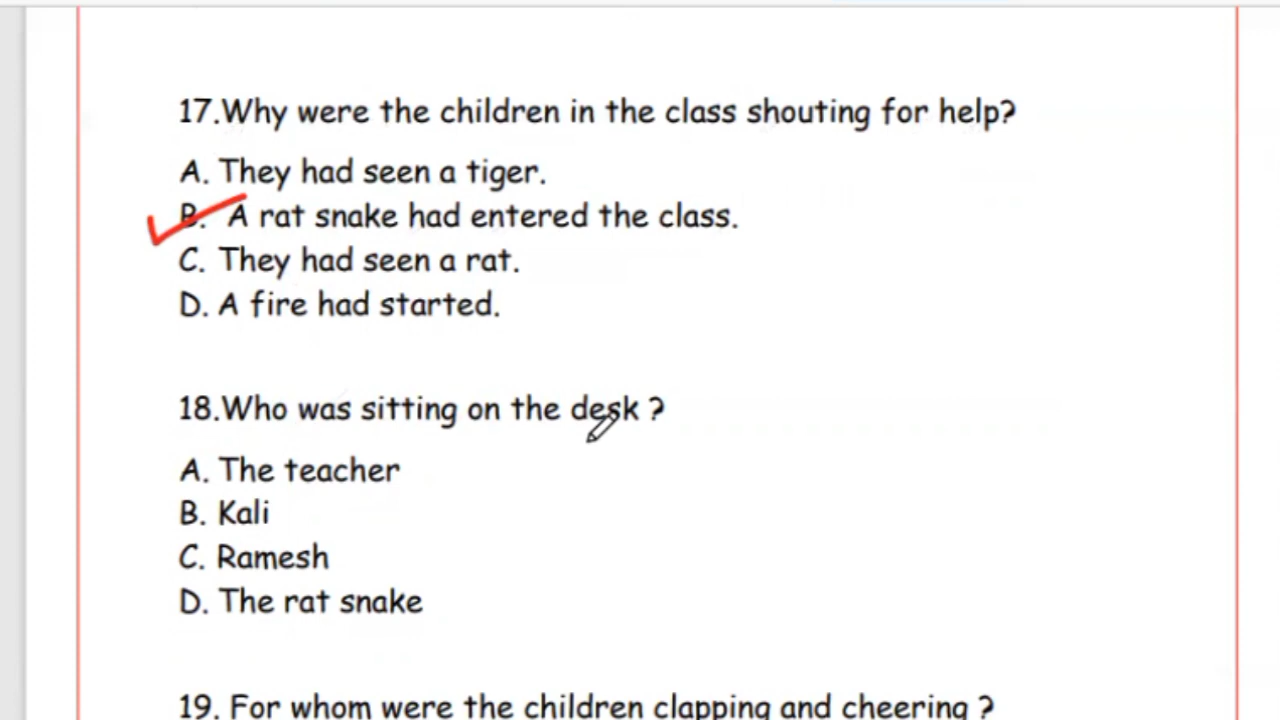 17.Why were the children in the class shouting for help?
A. They had seen a tiger.
B. A rat snake had entered the class.
C. They had seen a rat.
D. A fire had started.
18.Who was sitting on the desk ?
A. The teacher
B. Kali
C. Ramesh
D. The rat snake
19. For whom were the children clapping and cheering ?